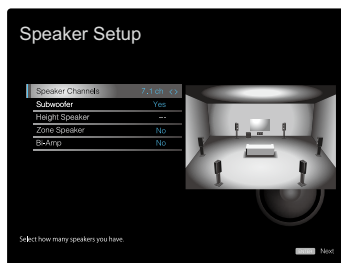 Speaker Setup
Speaker Channels 7.1 ch <>
Subwoofer Yes
Height Speaker ---
Zone Speaker No
Bi-Amp No
Select how many speakers you have.
Next